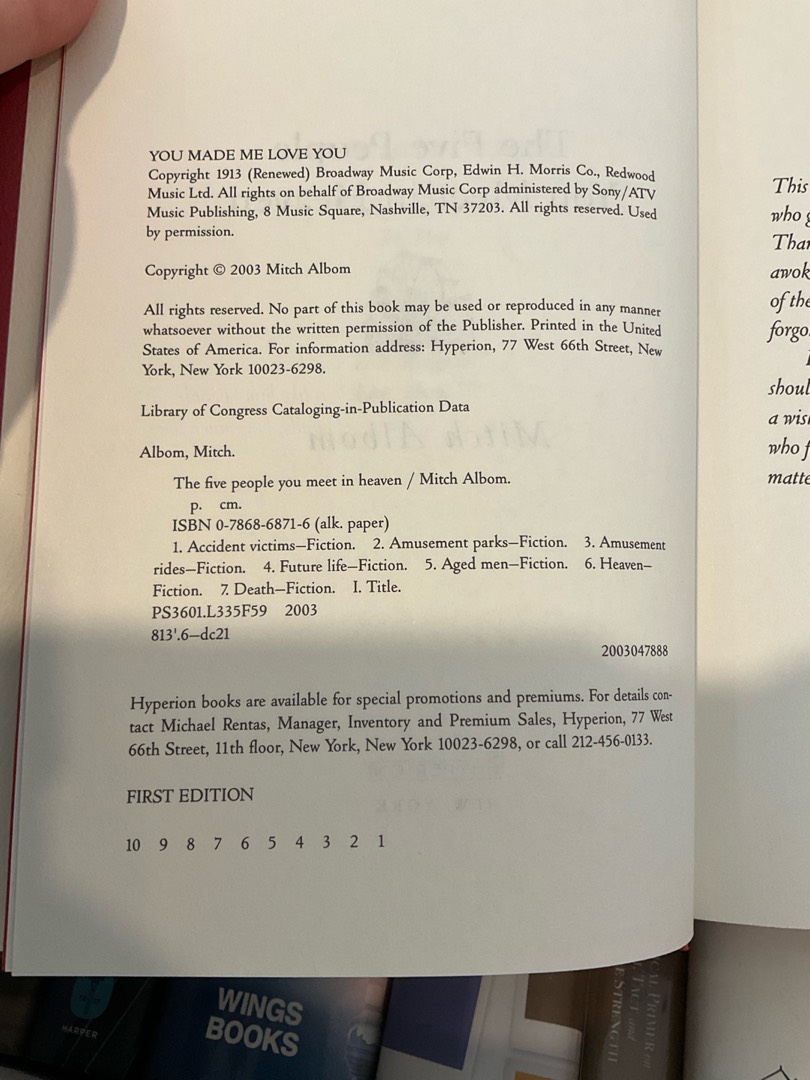 YOU MADE ME LOVE YOU
Copyright 1913 (Renewed) Broadway Music Corp, Edwin H. Morris Co., Redwood
Music Ltd. All rights on behalf of Broadway Music Corp administered by Sony/ATV
Music Publishing, 8 Music Square, Nashville, TN 37203. All rights reserved. Used
by permission.
Copyright © 2003 Mitch Albom
All rights reserved. No part of this book may be used or reproduced in any manner
whatsoever without the written permission of the Publisher. Printed in the United
States of America. For information address: Hyperion, 77 West 66th Street, New
York, New York 10023-6298.
Library of Congress Cataloging-in-Publication Data
Albom, Mitch.
The five people you meet in heaven / Mitch Albom.
p. cm.
ISBN 0-7868-6871-6 (alk. paper)
1. Accident victims—Fiction. 2. Amusement parks—Fiction. 3. Amusement
rides—Fiction. 4. Future life—Fiction. 5. Aged men—Fiction. 6. Heaven—
Fiction. 7. Death—Fiction. I. Title.
PS3601.L335F59 2003
813'.6—dc21
2003047888
Hyperion books are available for special promotions and premiums. For details con-
tact Michael Rentas, Manager, Inventory and Premium Sales, Hyperion, 77 West
66th Street, 11th floor, New York, New York 10023-6298, or call 212-456-0133.
FIRST EDITION
10 9 8 7 6 5 4 3 2 1
This
who
of the
a
who
HARPER
WINGS
BOOKS